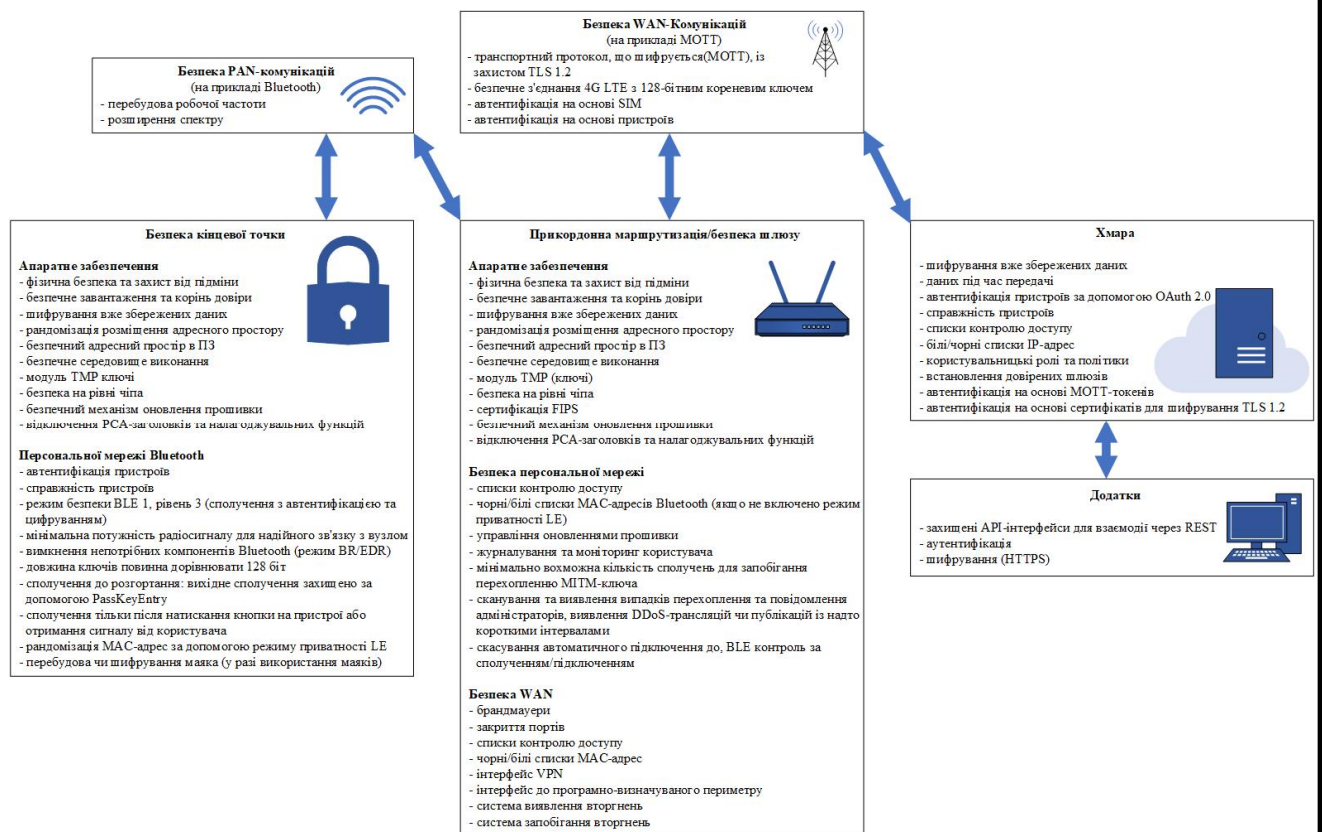 Безпека WAN-Комунікацій
(на прикладі МОТТ)
- транспортний протокол, що шифрується(МОТТ), із
захистом TLS 1.2
- безпечне з'єднання 4G LTE з 128-бітним кореневим ключем
- автентифікація на основі SIM
- автентифікація на основі пристроїв
Безпека PAN-комунікацій
(на прикладі Bluetooth)
- перебудова робочої частоти
- розширення спектру
Безпека кінцевої точки
Апаратне забезпечення
- фізична безпека та захист від підміни
- безпечне завантаження та корінь довіри
- шифрування вже збережених даних
- рандомізація розміщення адресного простору
- безпечний адресний простір в ПЗ
- безпечне середовище виконання
- модуль TMP ключі
- безпека на рівні чіпа
- безпечний механізм оновлення прошивки
- відключення PCA-заголовків та налагоджувальних функцій
Персональної мережі Bluetooth
- автентифікація пристроїв
- справжність пристроїв
- режим безпеки BLE 1, рівень 3 (сполучення з автентифікацією та
цифруванням)
- мінімальна потужність радіосигналу для надійного зв'язку з вузлом
- вимкнення непотрібних компонентів Bluetooth (режим BR/EDR)
- довжина ключів повинна дорівнювати 128 біт
- сполучення до розгортання: вихідне сполучення захищено за
допомогою PassKeyEntry
- сполучення тільки після натискання кнопки на пристрої або
отримання сигналу від користувача
- рандомізація MAC-адрес за допомогою режиму приватності LE
- перебудова чи шифрування маяка (у разі використання маяків)
Прикордонна маршрутизація/безпека шлюзу
Апаратне забезпечення
- фізична безпека та захист від підміни
- безпечне завантаження та корінь довіри
- шифрування вже збережених даних
- рандомізація розміщення адресного простору
- безпечний адресний простір в ПЗ
- безпечне середовище виконання
- модуль TMP (ключі)
- безпека на рівні чіпа
- сертифікація FIPS
- безпечний механізм оновлення прошивки
- відключення PCA-заголовків та налагоджувальних функцій
Безпека персональної мережі
- списки контролю доступу
- чорні/білі списки MAC-адресів Bluetooth (якщо не включено режим
приватності LE)
- управління оновленнями прошивки
- журналування та моніторинг користувача
- мінімально вохможна кількість сполучень для запобігання
перехопленню MITM-ключа
- сканування та виявлення випадків перехоплення та повідомлення
адміністраторів, виявлення DDoS-трансляцій чи публікацій із надто
короткими інтервалами
- скасування автоматичного підключення до, BLE контроль за
сполученням/підключенням
Безпека WAN
- брандмауери
- закриття портів
- списки контролю доступу
- чорні/білі списки MAC-адрес
- інтерфейс VPN
- інтерфейс до програмно-визначуваного периметру
- система виявлення вторгнень
- система запобігання вторгнень
Хмара
- шифрування вже збережених даних
- даних під час передачі
- автентифікація пристроїв за допомогою OAuth 2.0
- справжність пристроїв
- списки контролю доступу
- білі/чорні списки IP-адрес
- користувальницькі ролі та політики
- встановлення довірених шлюзів
- автентифікація на основі МОТТ-токенів
- автентифікація на основі сертифікатів для шифрування TLS 1.2
Додатки
- захищені API-інтерфейси для взаємодії через REST
- аутентифікація
- шифрування (HTTPS)